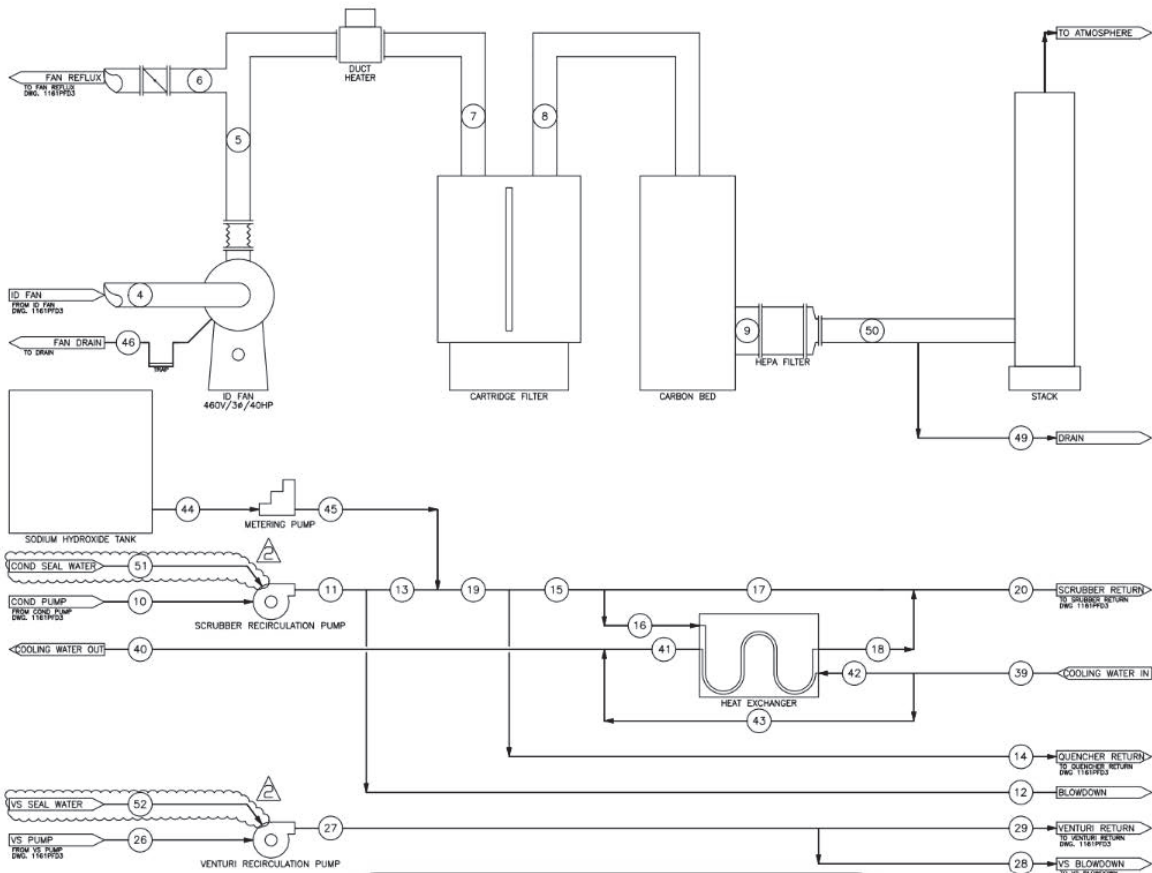 TO ATMOSPHERE
DUCT
HEATER
FAN REFLUX
TO FAN REFLUX
DWG. 1161PFD3
6
5
7
8
ID FAN
FROM ID FAN
DWG. 1161PFD3
4
FAN DRAIN
TO DRAIN
46
TRAP
ID FAN
460V/3ø/40HP
CARTRIDGE FILTER
CARBON BED
9
HEPA FILTER
50
STACK
49
DRAIN
SODIUM HYDROXIDE TANK
44
METERING PUMP
45
COND SEAL WATER
51
2
COND PUMP
FROM COND PUMP
DWG. 1161PFD3
10
SCRUBBER RECIRCULATION PUMP
11
13
19
15
17
20
SCRUBBER RETURN
TO SRUBBER RETURN
DWG 1161PFD3
16
COOLING WATER OUT
40
41
18
42
39
COOLING WATER IN
HEAT EXCHANGER
43
14
QUENCHER RETURN
TO QUENCHER RETURN
DWG 1161PFD3
12
BLOWDOWN
VS SEAL WATER
52
2
VS PUMP
FROM VS PUMP
DWG. 1161PFD3
26
VENTURI RECIRCULATION PUMP
27
29
VENTURI RETURN
TO VENTURI RETURN
DWG. 1161PFD3
28
VS BLOWDOWN
TO VS BLOWDOWN